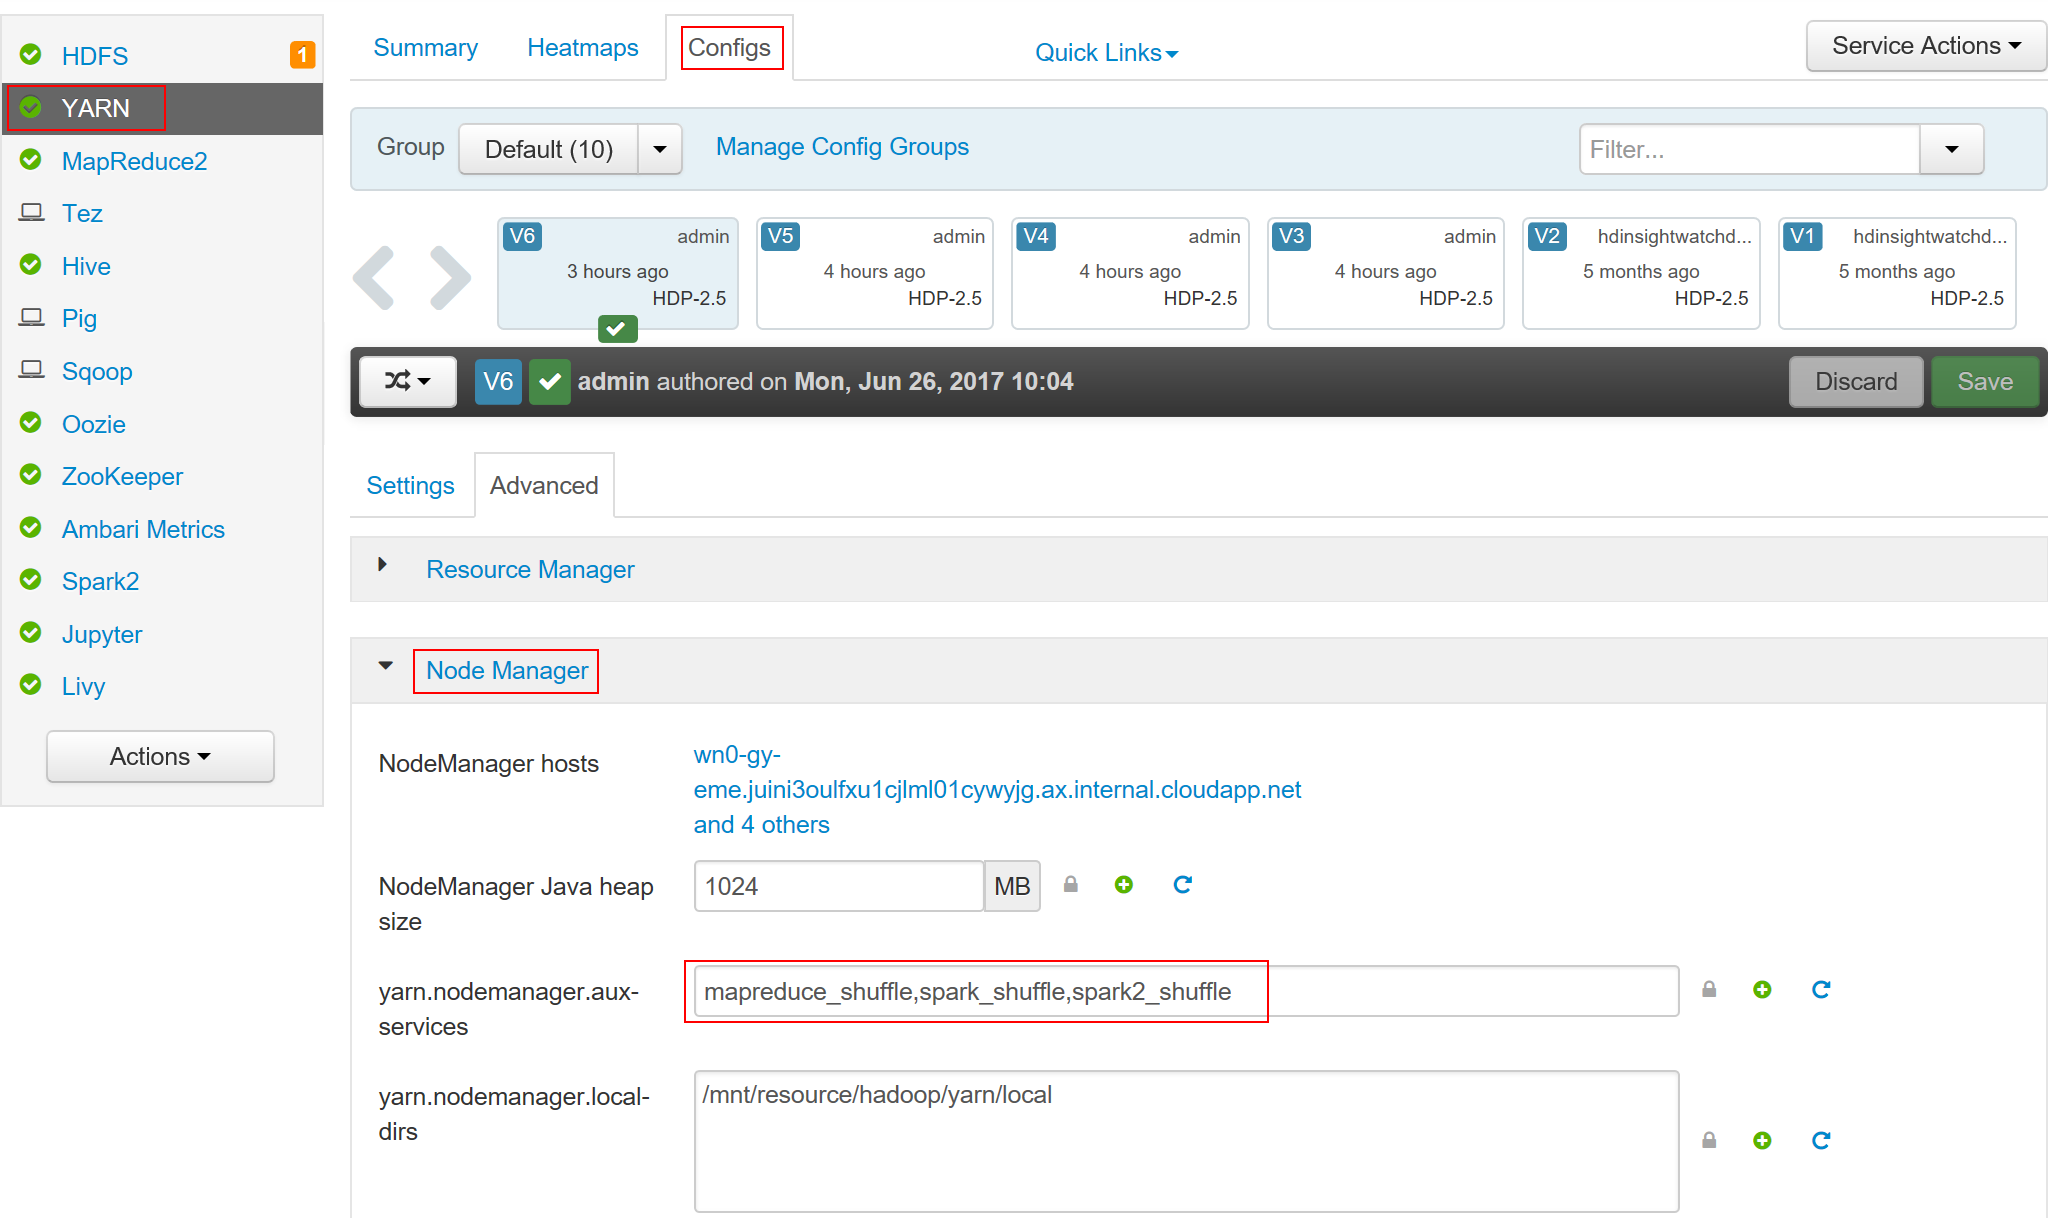 HDFS
1
YARN
MapReduce2
Tez
Hive
Pig
Sqoop
Oozie
ZooKeeper
Ambari Metrics
Spark2
Jupyter
Livy
Actions
Summary
Heatmaps
Configs
Quick Links
Service Actions
Group
Default (10)
Manage Config Groups
Filter...
V6 admin
3 hours ago
HDP-2.5
V5 admin
4 hours ago
HDP-2.5
V4 admin
4 hours ago
HDP-2.5
V3 admin
4 hours ago
HDP-2.5
V2 hdinsightwatchd...
5 months ago
HDP-2.5
V1 hdinsightwatchd...
5 months ago
HDP-2.5
V6 admin authored on Mon, Jun 26, 2017 10:04
Discard
Save
Settings
Advanced
Resource Manager
Node Manager
NodeManager hosts
wn0-gy-
eme.juini3oulfxu1cjlml01cywyjg.ax.internal.cloudapp.net
and 4 others
NodeManager Java heap
size
1024 MB
yarn.nodemanager.aux-
services
mapreduce_shuffle,spark_shuffle,spark2_shuffle
yarn.nodemanager.local-
dirs
/mnt/resource/hadoop/yarn/local